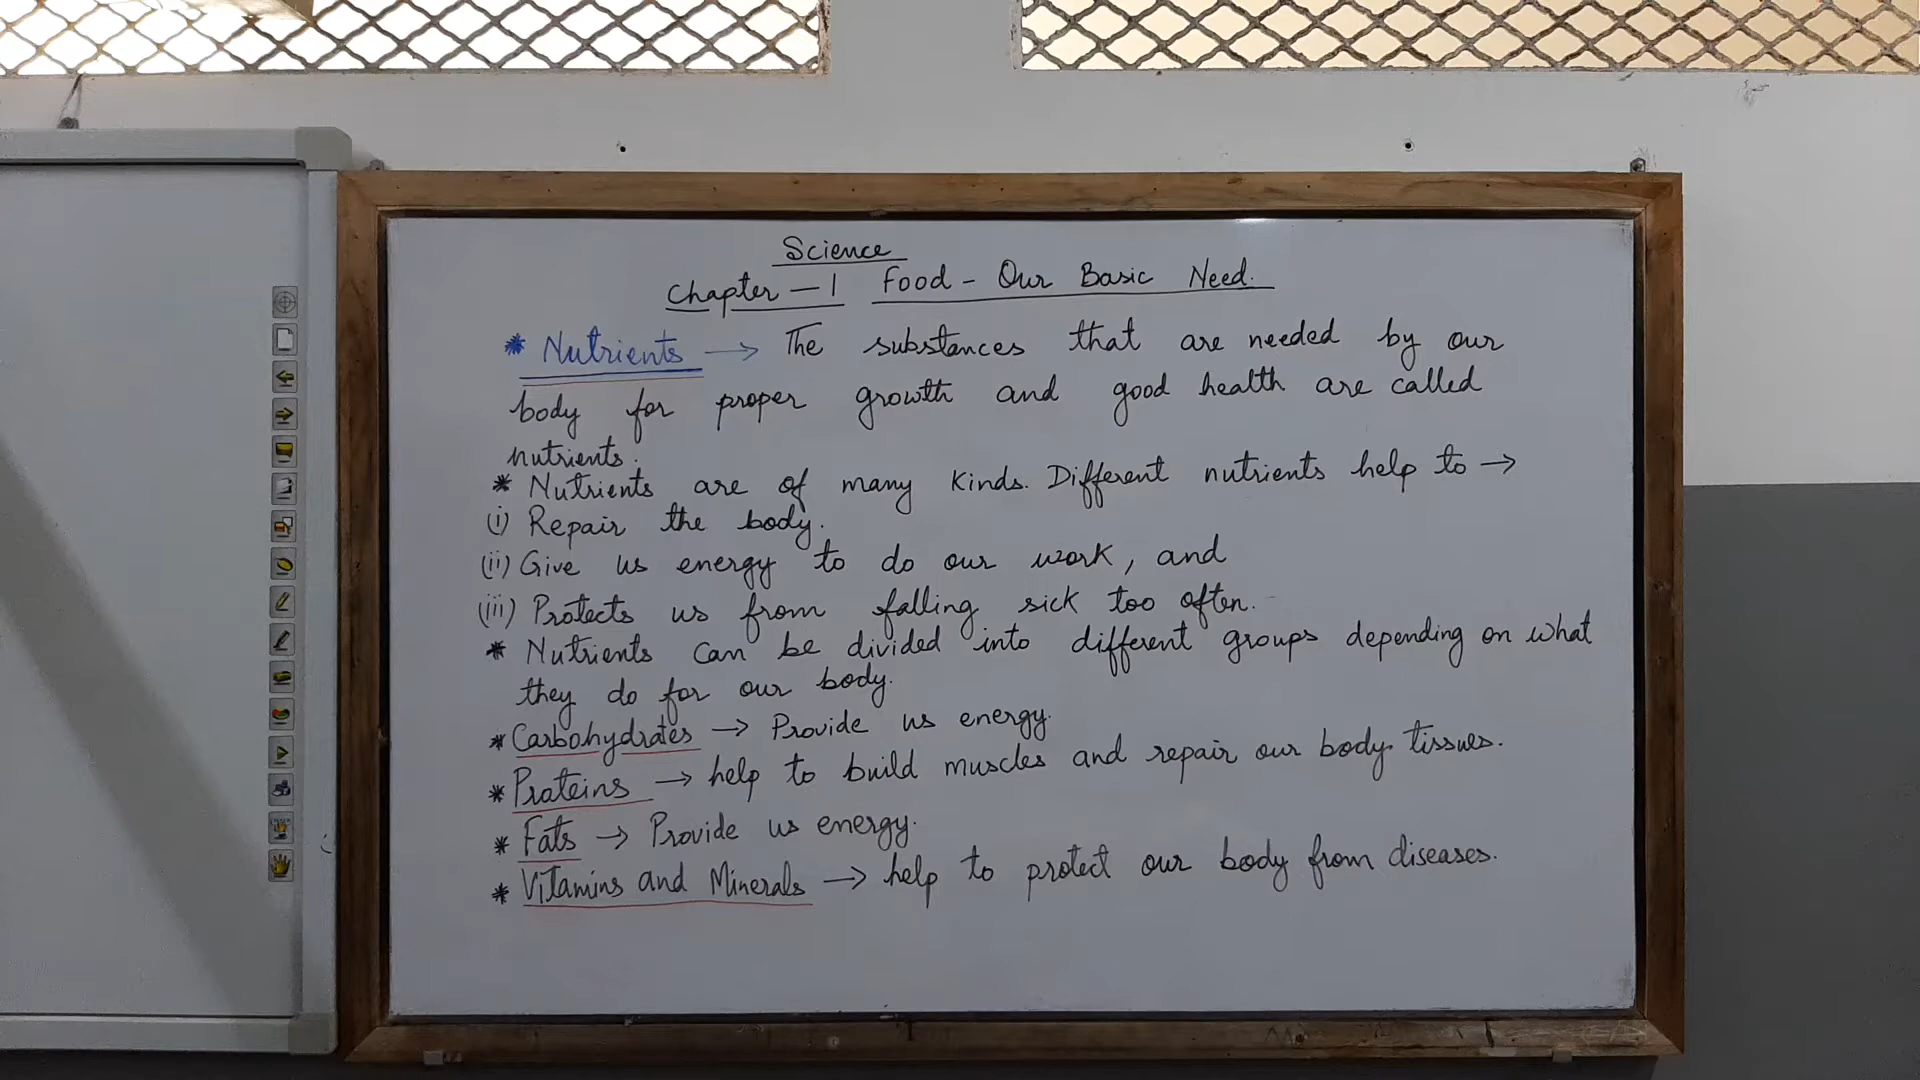 Science
Chapter - 1 Food - Our Basic Need.
* Nutrients → The substances that are needed by our
body for proper growth and good health are called
nutrients.
* Nutrients are of many kinds. Different nutrients help to →
(i) Repair the body.
(ii) Give us energy to do our work, and
(iii) Protects us from falling sick too often.
* Nutrients can be divided into different groups depending on what
they do for our body.
* Carbohydrates → Provide us energy.
* Proteins → help to build muscles and repair our body tissues.
* Fats → Provide us energy.
* Vitamins and Minerals → help to protect our body from diseases.